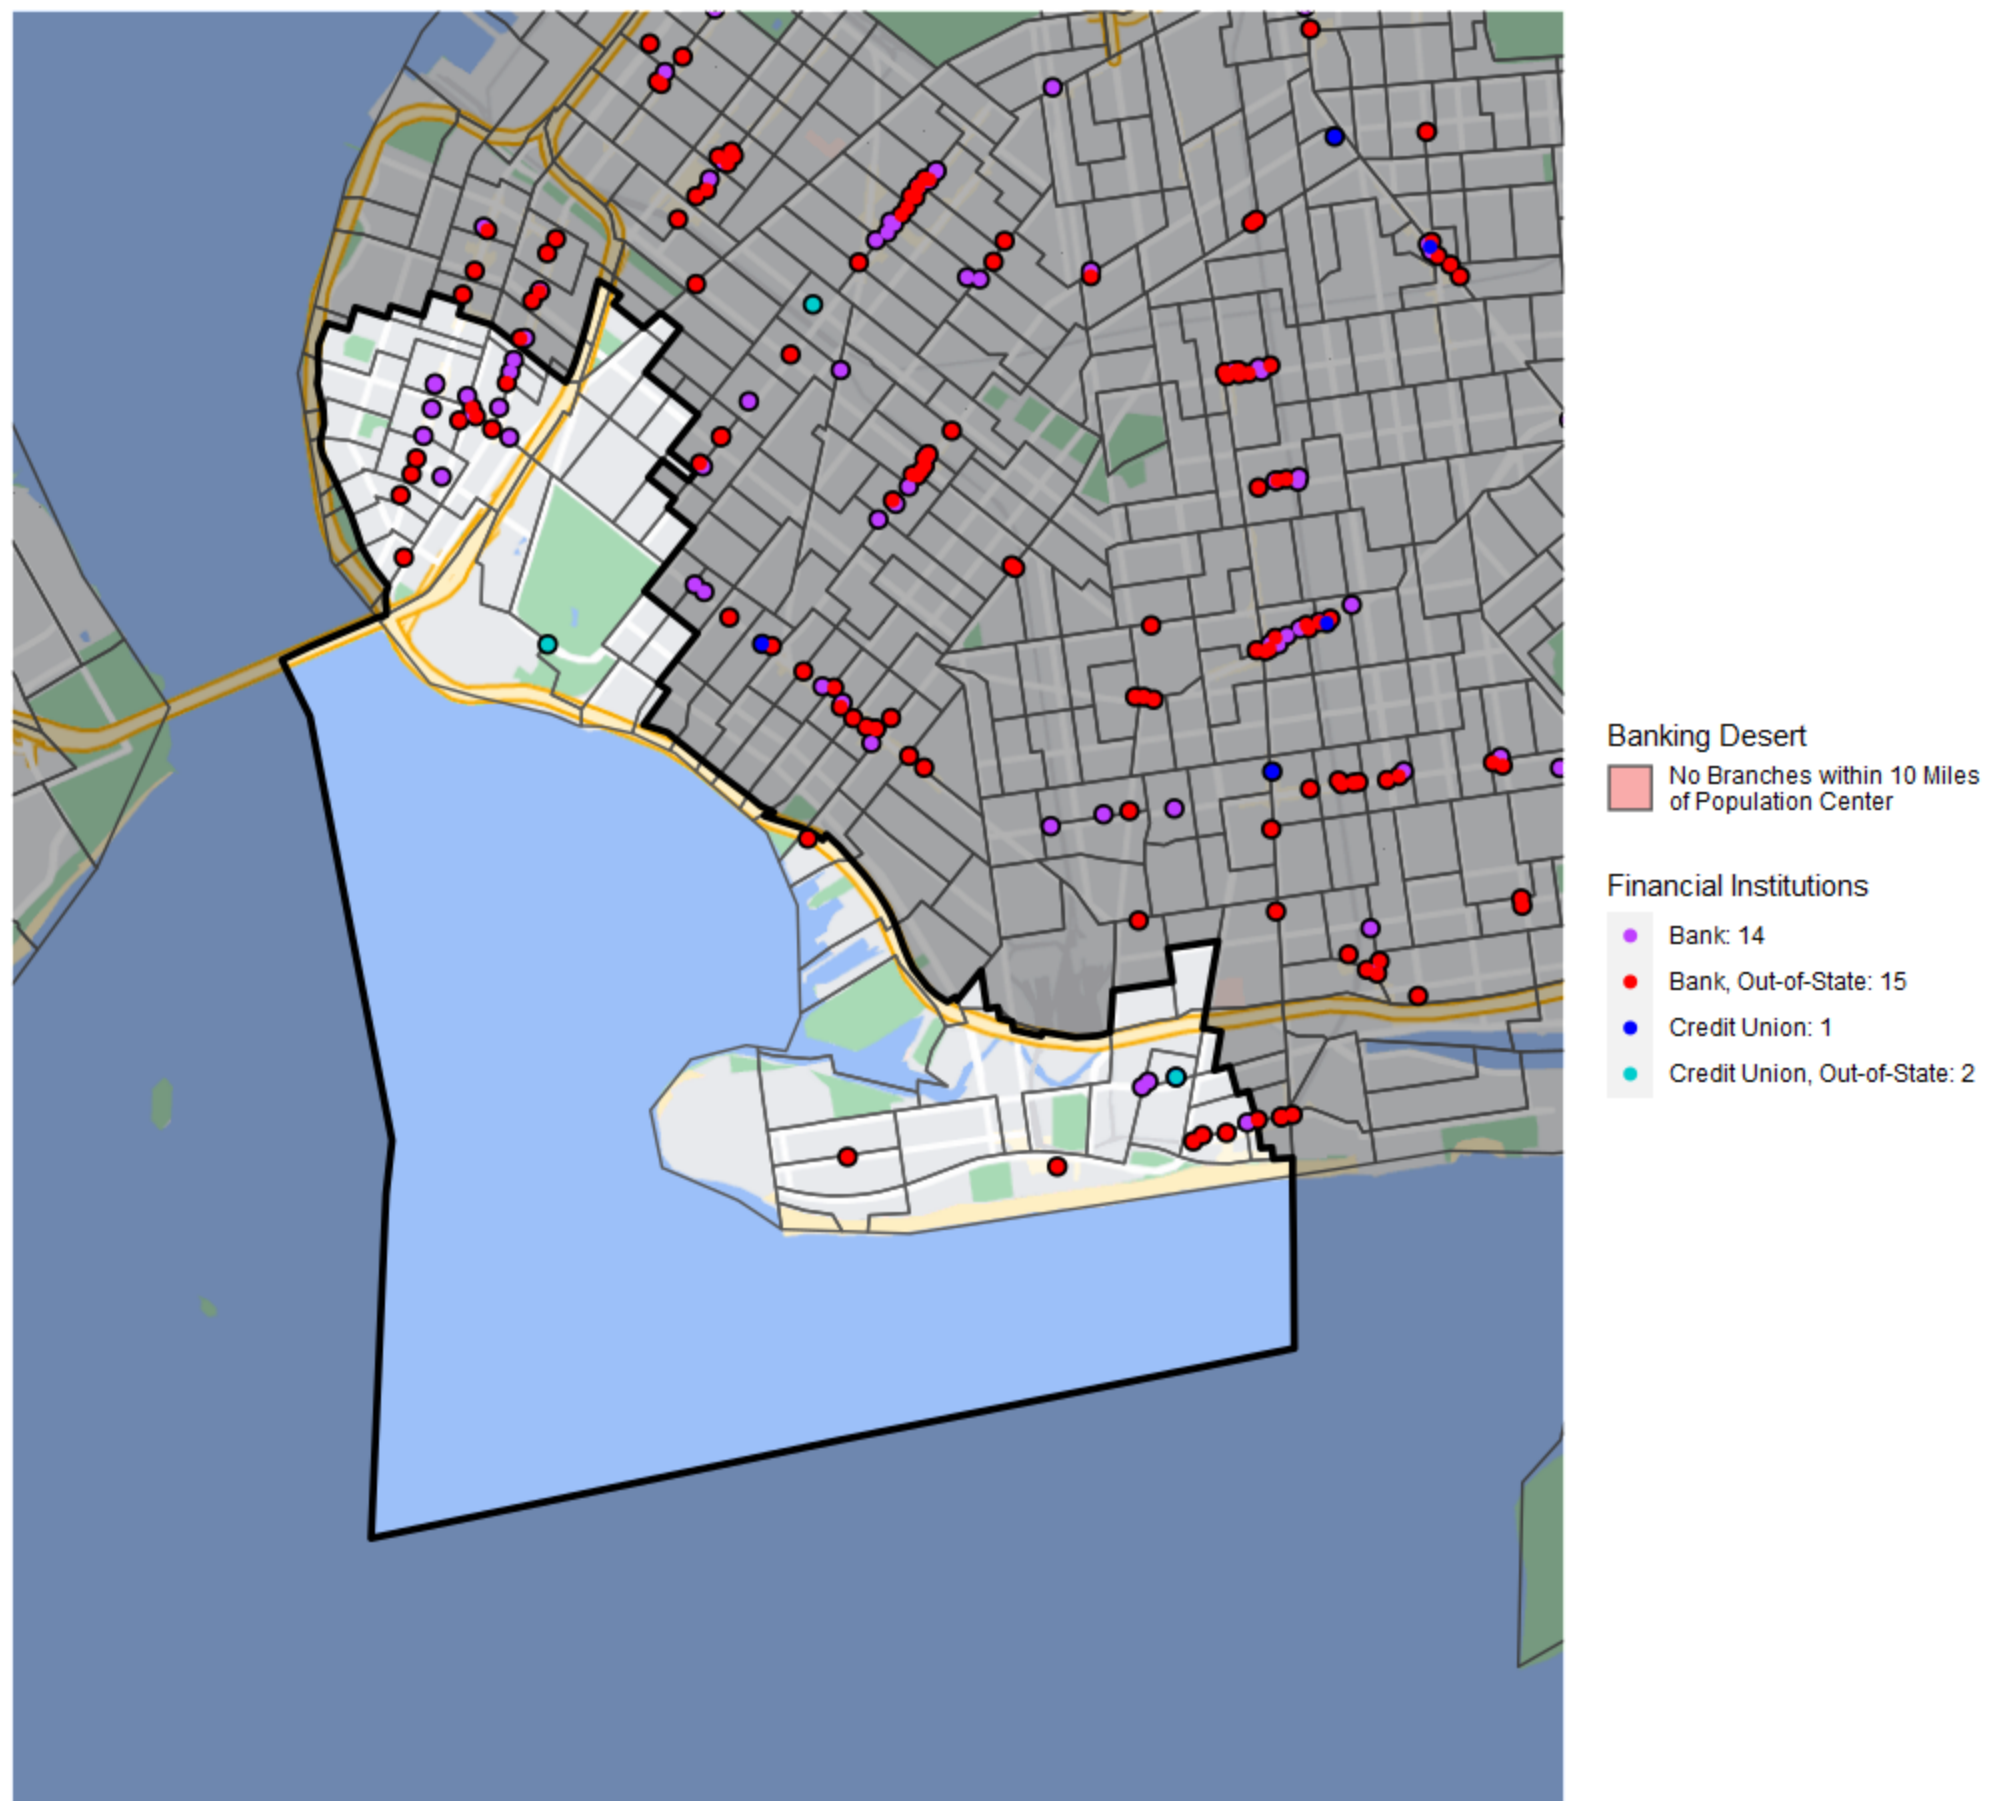 Banking Desert
No Branches within 10 Miles
of Population Center
Financial Institutions
Bank: 14
Bank, Out-of-State: 15
Credit Union: 1
Credit Union, Out-of-State: 2